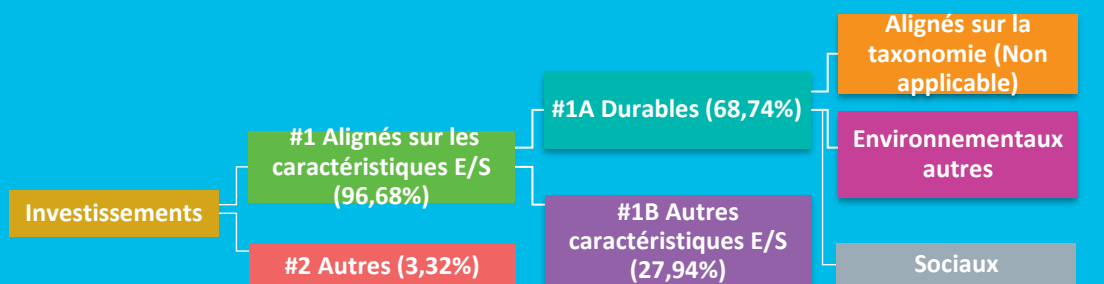 Investissements
#1 Alignés sur les
caractéristiques E/S
(96,68%)
#2 Autres (3,32%)
#1A Durables (68,74%)
#1B Autres
caractéristiques E/S
(27,94%)
Alignés sur la
taxonomie (Non
applicable)
Environnementaux
autres
Sociaux